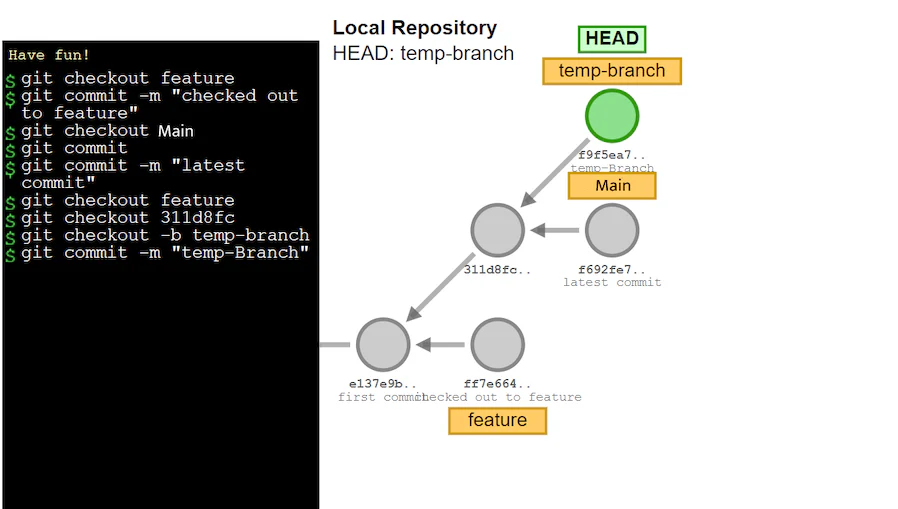 Local Repository
HEAD: temp-branch
Have fun!
$ git checkout feature
$ git commit -m "checked out
to feature"
$ git checkout Main
$ git commit
$ git commit -m "latest
commit"
$ git checkout feature
$ git checkout 311d8fc
$ git checkout -b temp-branch
$ git commit -m "temp-Branch"
HEAD
temp-branch
f9f5ea7..
temp-Branch
Main
311d8fc..
f692fe7..
latest commit
e137e9b..
first commit
ff7e664..
checked out to feature
feature